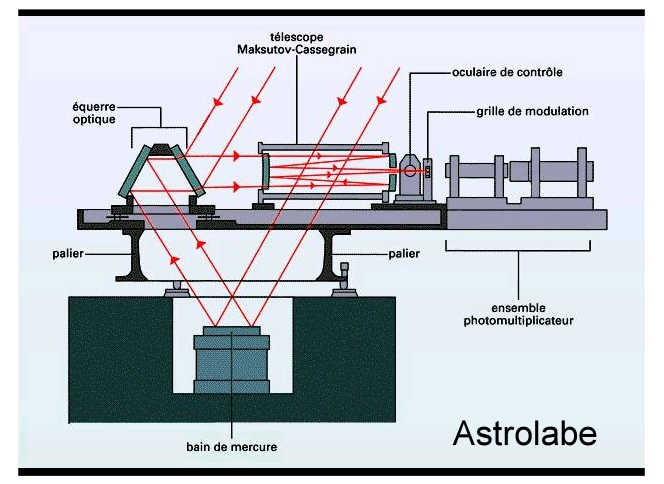 télescope
Maksutov-Cassegrain
oculaire de contrôle
équerre
optique
grille de modulation
palier
palier
ensemble
photomultiplicateur
bain de mercure
Astrolabe